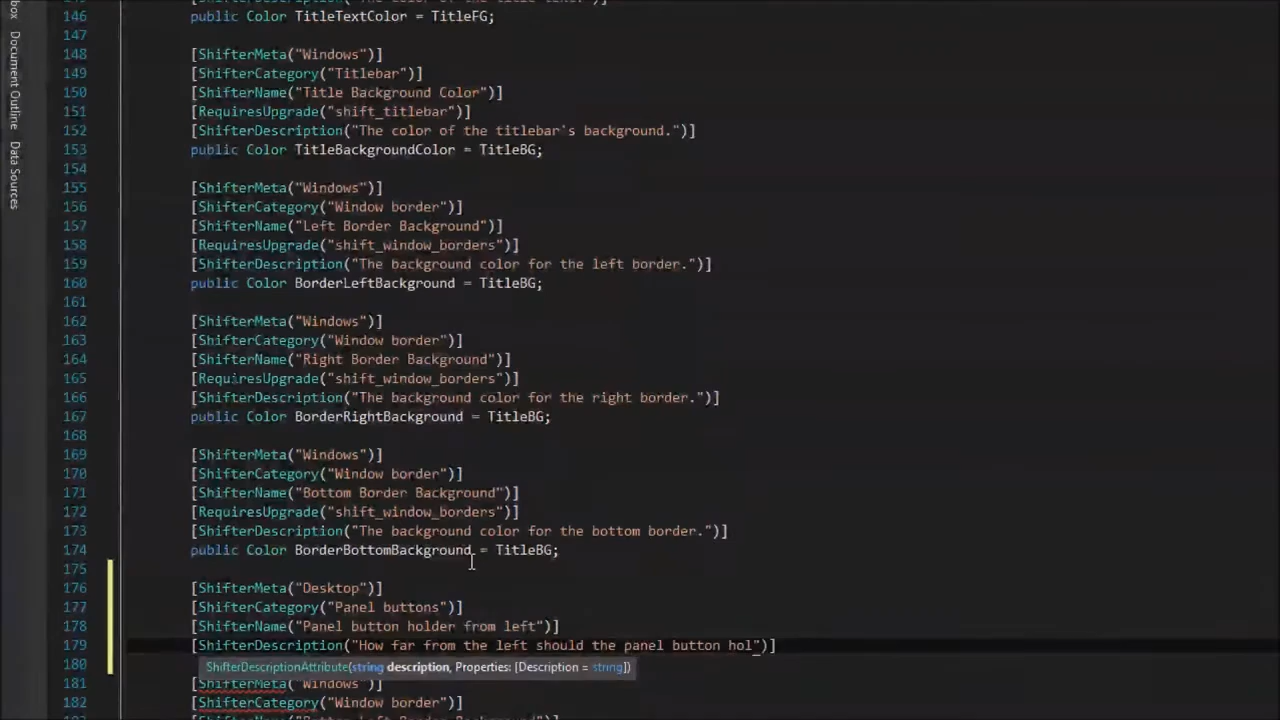 box
Document Outline
Data Sources
146 public Color TitleTextColor = TitleFG;
147
148 [ShifterMeta("Windows")]
149 [ShifterCategory("Titlebar")]
150 [ShifterName("Title Background Color")]
151 [RequiresUpgrade("shift_titlebar")]
152 [ShifterDescription("The color of the titlebar's background.")]
153 public Color TitleBackgroundColor = TitleBG;
154
155 [ShifterMeta("Windows")]
156 [ShifterCategory("Window border")]
157 [ShifterName("Left Border Background")]
158 [RequiresUpgrade("shift_window_borders")]
159 [ShifterDescription("The background color for the left border.")]
160 public Color BorderLeftBackground = TitleBG;
161
162 [ShifterMeta("Windows")]
163 [ShifterCategory("Window border")]
164 [ShifterName("Right Border Background")]
165 [RequiresUpgrade("shift_window_borders")]
166 [ShifterDescription("The background color for the right border.")]
167 public Color BorderRightBackground = TitleBG;
168
169 [ShifterMeta("Windows")]
170 [ShifterCategory("Window border")]
171 [ShifterName("Bottom Border Background")]
172 [RequiresUpgrade("shift_window_borders")]
173 [ShifterDescription("The background color for the bottom border.")]
174 public Color BorderBottomBackground = TitleBG;
175
176 [ShifterMeta("Desktop")]
177 [ShifterCategory("Panel buttons")]
178 [ShifterName("Panel button holder from left")]
179 [ShifterDescription("How far from the left should the panel button hol")]
180 ShifterDescriptionAttribute(string description, Properties: [Description = string])
181 [ShifterMeta("Windows")]
182 [ShifterCategory("Window border")]